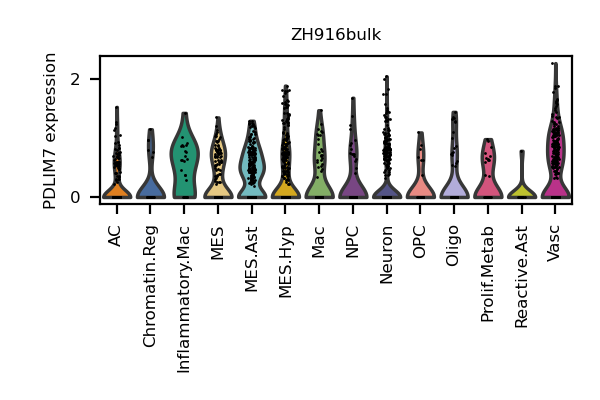 ZH916bulk
PDLIM7 expression
2
0
AC
Chromatin.Reg
Inflammatory.Mac
MES
MES.Ast
MES.Hyp
Mac
NPC
Neuron
OPC
Oligo
Prolif.Metab
Reactive.Ast
Vasc